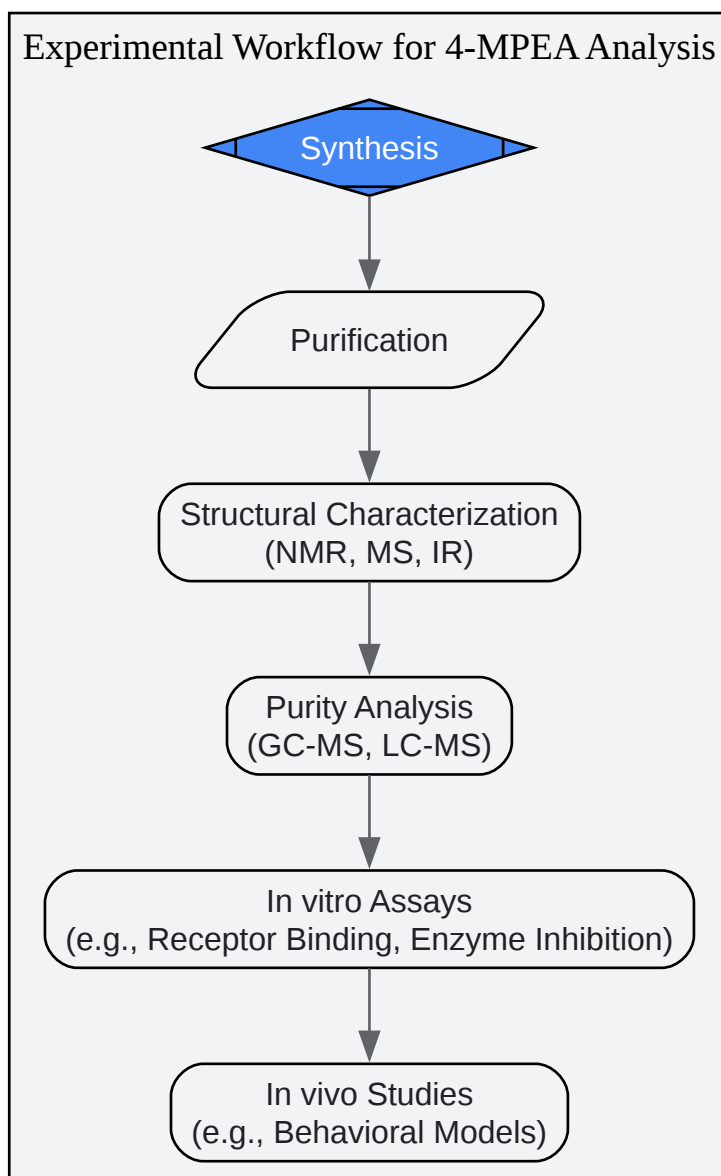 Experimental Workflow for 4-MPEA Analysis
Synthesis
Purification
Structural Characterization
(NMR, MS, IR)
Purity Analysis
(GC-MS, LC-MS)
In vitro Assays
(e.g., Receptor Binding, Enzyme Inhibition)
In vivo Studies
(e.g., Behavioral Models)